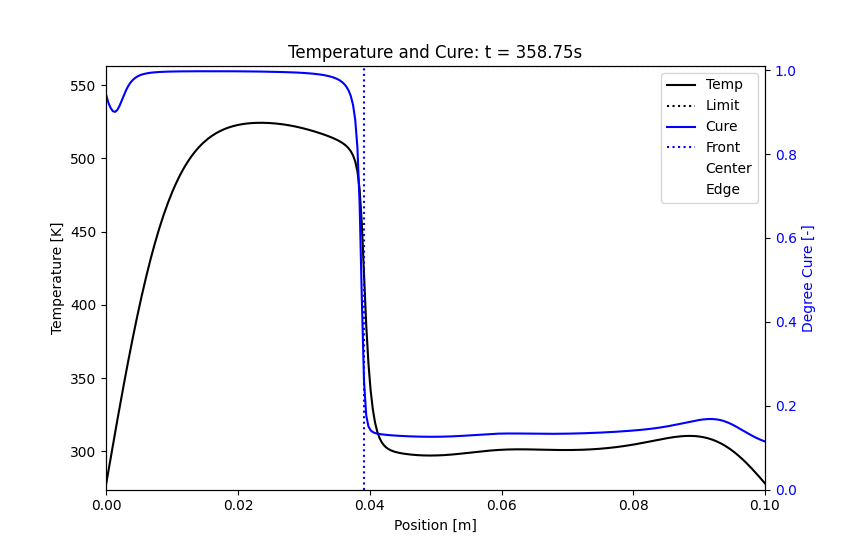 Temperature and Cure: t = 358.75s
Temperature [K]
550
500
450
400
350
300
Temp
Limit
Cure
Front
Center
Edge
1.0
0.8
0.6
0.4
0.2
0.0
Degree Cure [-]
0.00
0.02
0.04
0.06
0.08
0.10
Position [m]